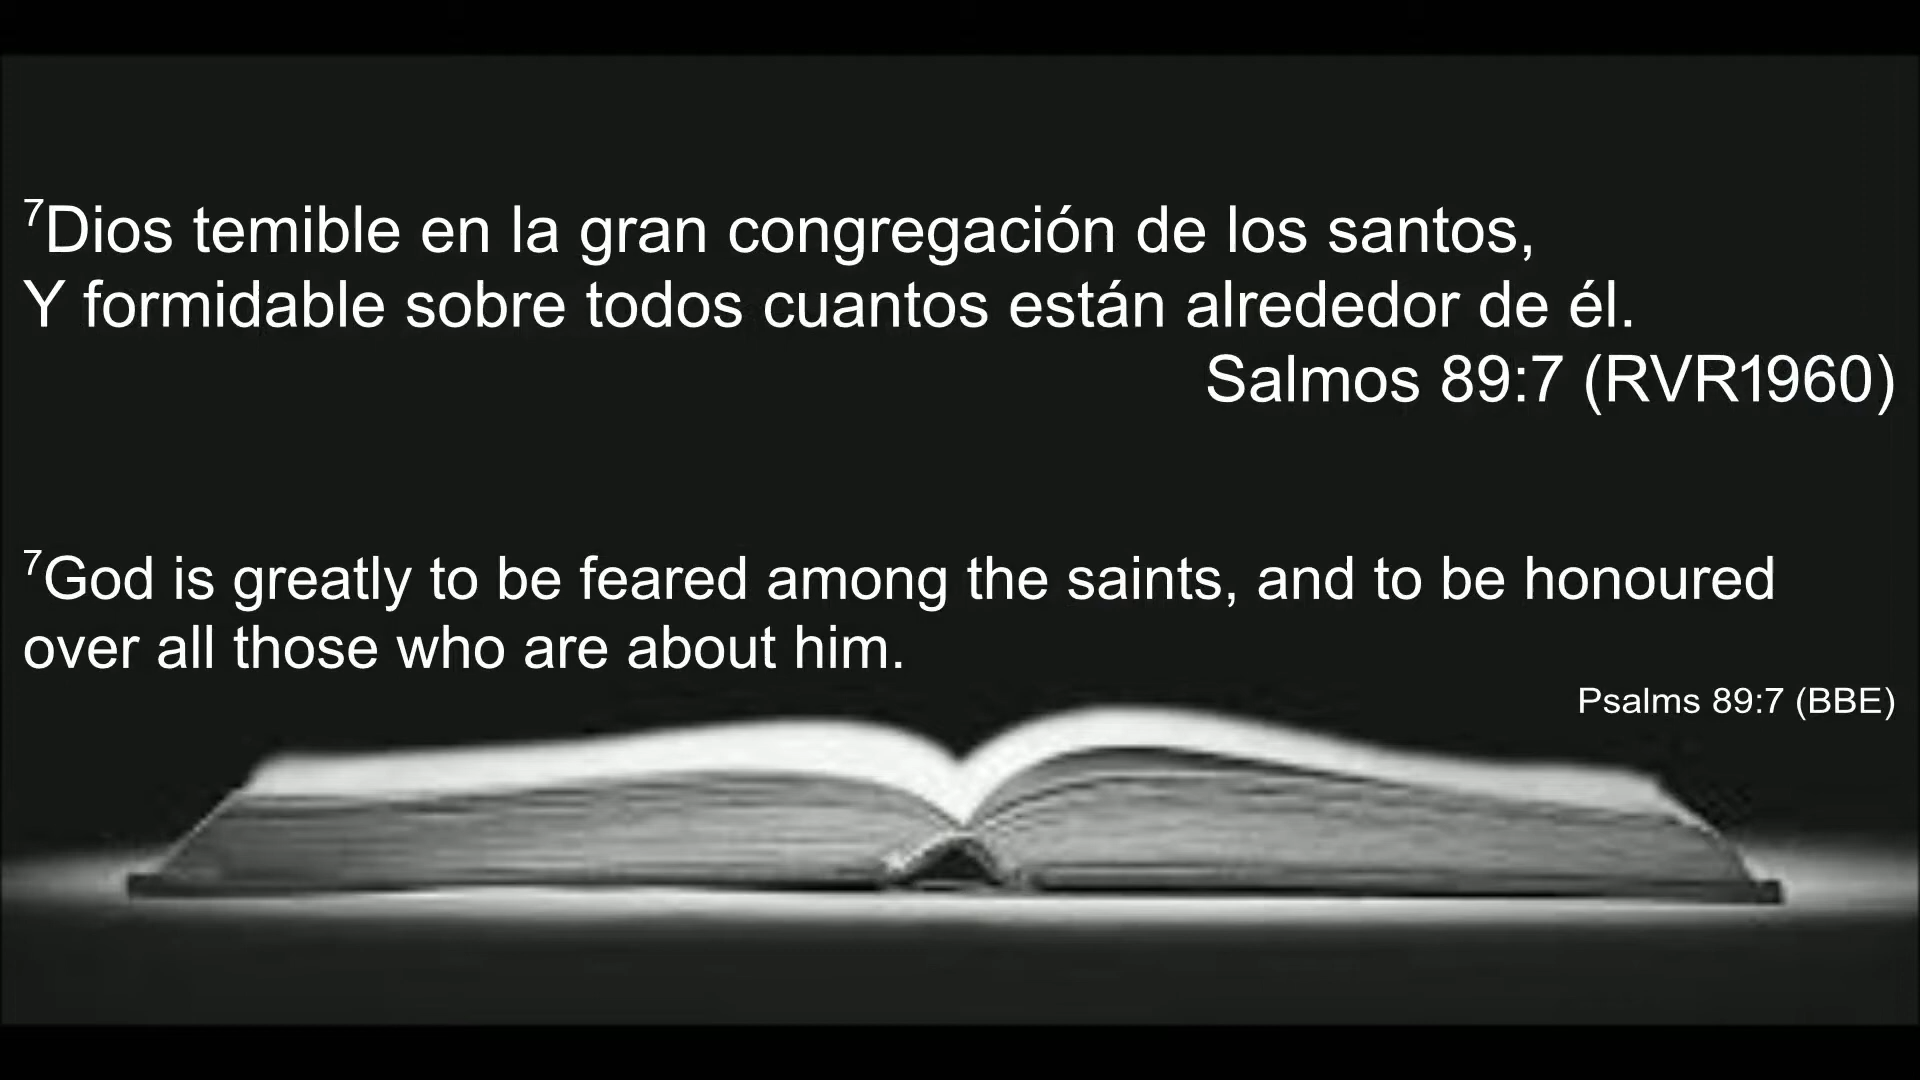 7Dios temible en la gran congregación de los santos,
Y formidable sobre todos cuantos están alrededor de él.
Salmos 89:7 (RVR1960)
7God is greatly to be feared among the saints, and to be honoured
over all those who are about him.
Psalms 89:7 (BBE)